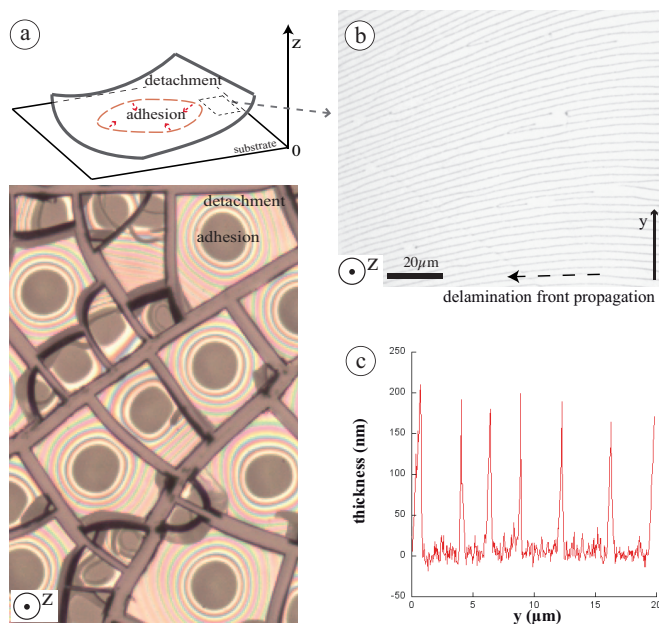 a
z
detachment
adhesion
substrate
0
detachment
adhesion
z
b
y
z
20μm
delamination front propagation
c
250
200
150
100
50
0
-50
thickness (nm)
0
5
10
15
20
y (μm)